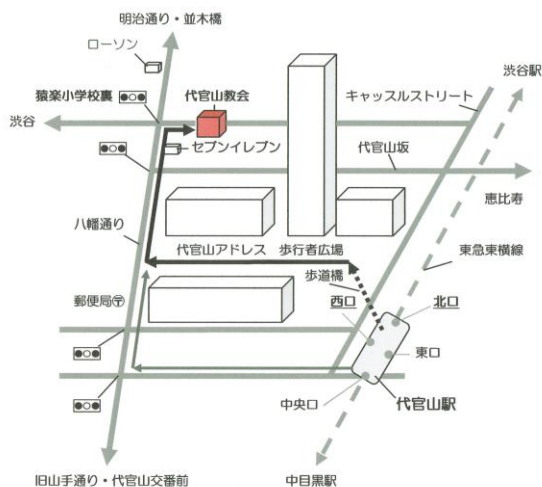 明治通り・並木橋
ローソン
渋谷駅
猿楽小学校裏
代官山教会
キャッスルストリート
渋谷
セブンイレブン
代官山坂
恵比寿
八幡通り
代官山アドレス 歩行者広場
東急東横線
歩道橋
郵便局〒
西口
北口
東口
中央口
代官山駅
旧山手通り・代官山交番前
中目黒駅